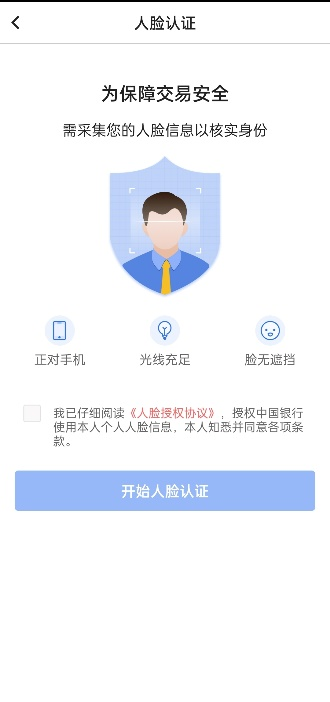 人脸认证
为保障交易安全
需采集您的人脸信息以核实身份
正对手机
光线充足
脸无遮挡
我已仔细阅读《人脸授权协议》，授权中国银行
使用本人个人人脸信息，本人知悉并同意各项条
款。
开始人脸认证